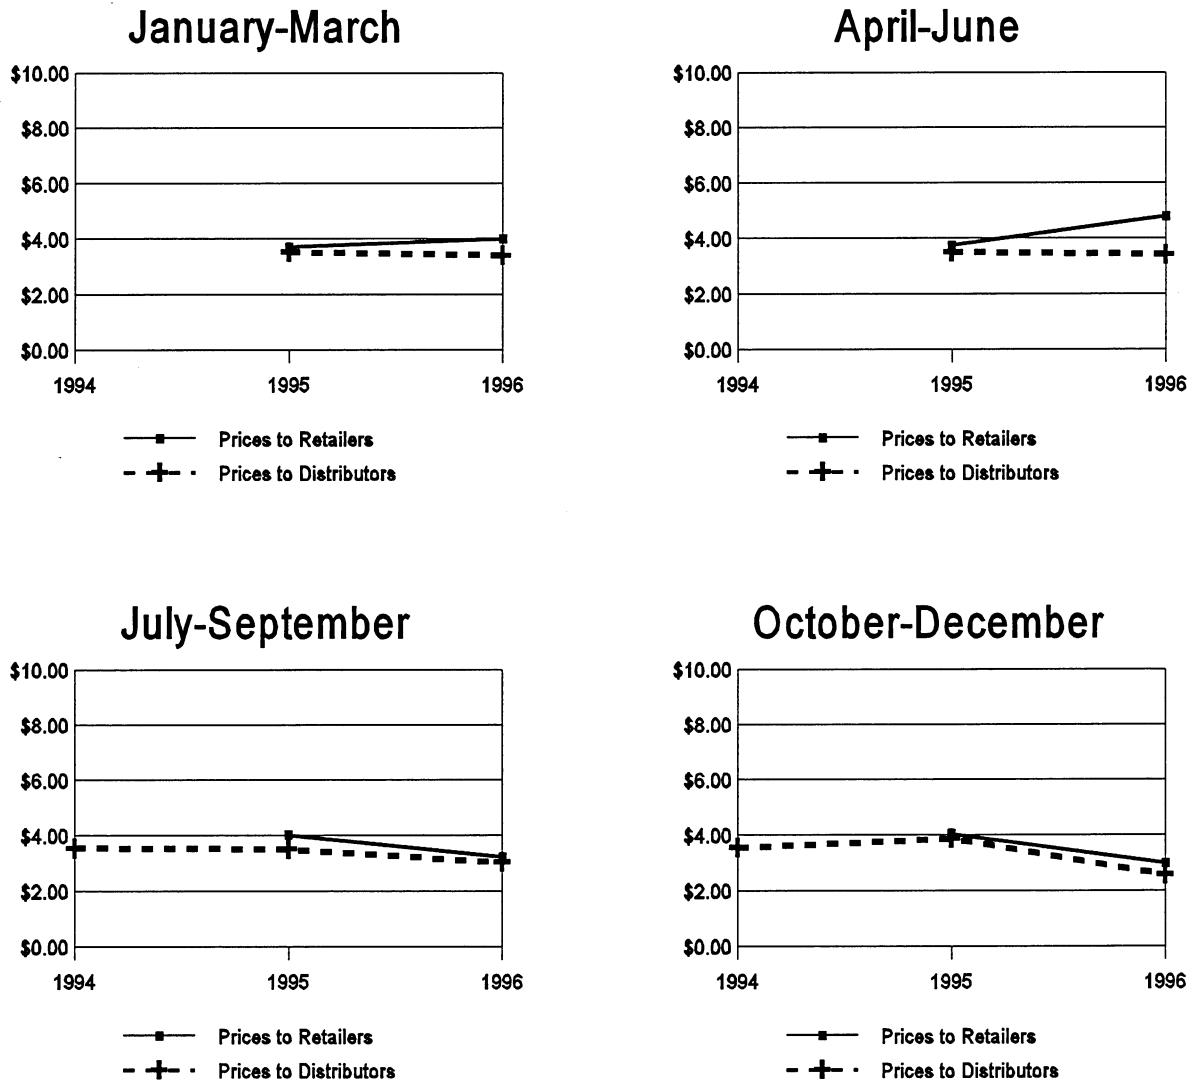 January-March
$10.00
$8.00
$6.00
$4.00
$2.00
$0.00
1994 1995 1996
Prices to Retailers
Prices to Distributors
April-June
$10.00
$8.00
$6.00
$4.00
$2.00
$0.00
1994 1995 1996
Prices to Retailers
Prices to Distributors
July-September
$10.00
$8.00
$6.00
$4.00
$2.00
$0.00
1994 1995 1996
Prices to Retailers
Prices to Distributors
October-December
$10.00
$8.00
$6.00
$4.00
$2.00
$0.00
1994 1995 1996
Prices to Retailers
Prices to Distributors